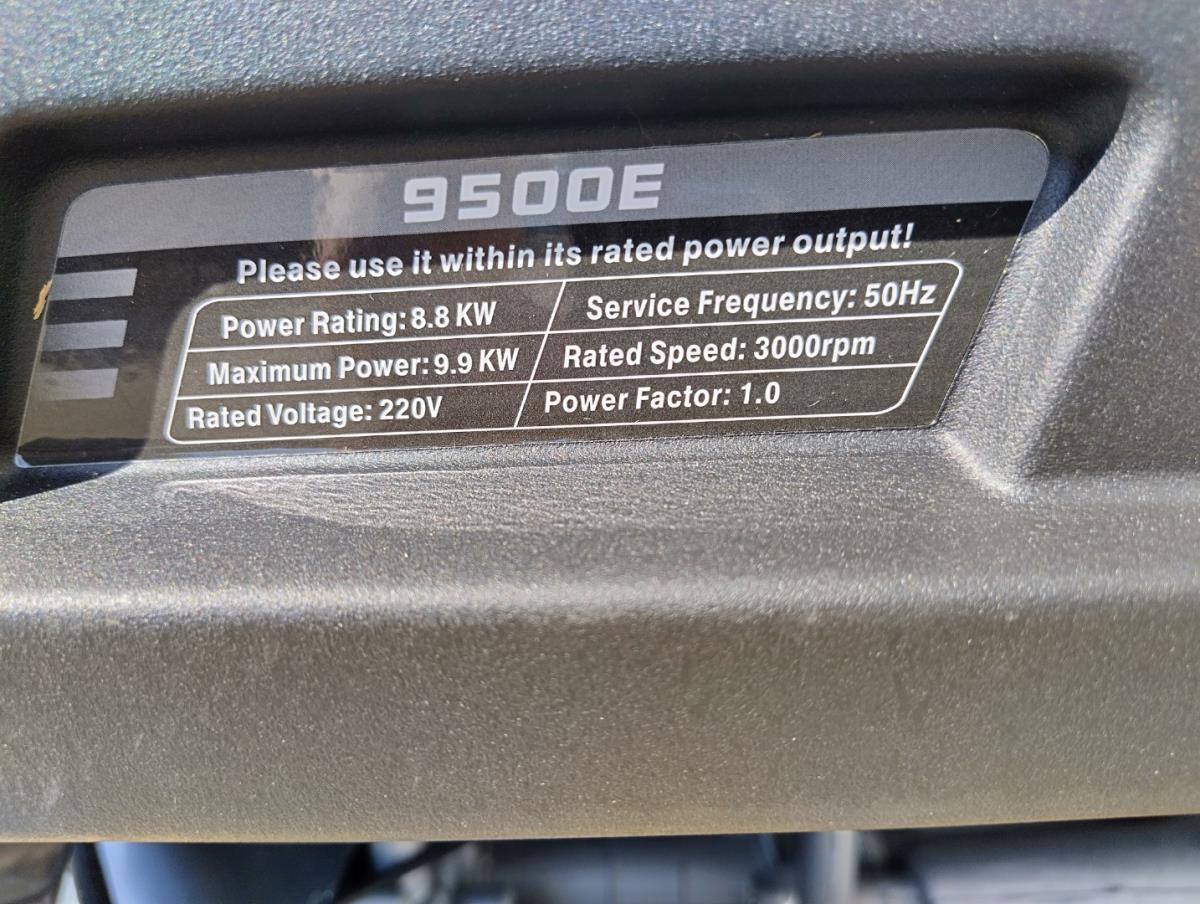 9500E
Please use it within its rated power output!
Power Rating: 8.8 KW Service Frequency: 50Hz
Maximum Power: 9.9 KW Rated Speed: 3000rpm
Rated Voltage: 220V Power Factor: 1.0